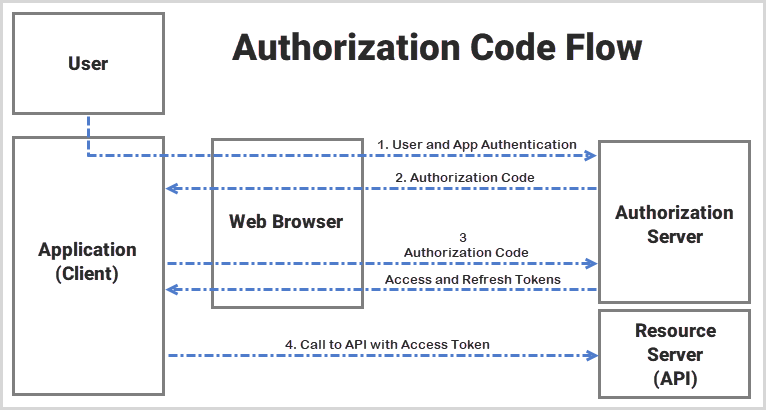 Authorization Code Flow
User
1. User and App Authentication
2. Authorization Code
Web Browser
Authorization
Server
Application
(Client)
3
Authorization Code
Access and Refresh Tokens
4. Call to API with Access Token
Resource
Server
(API)